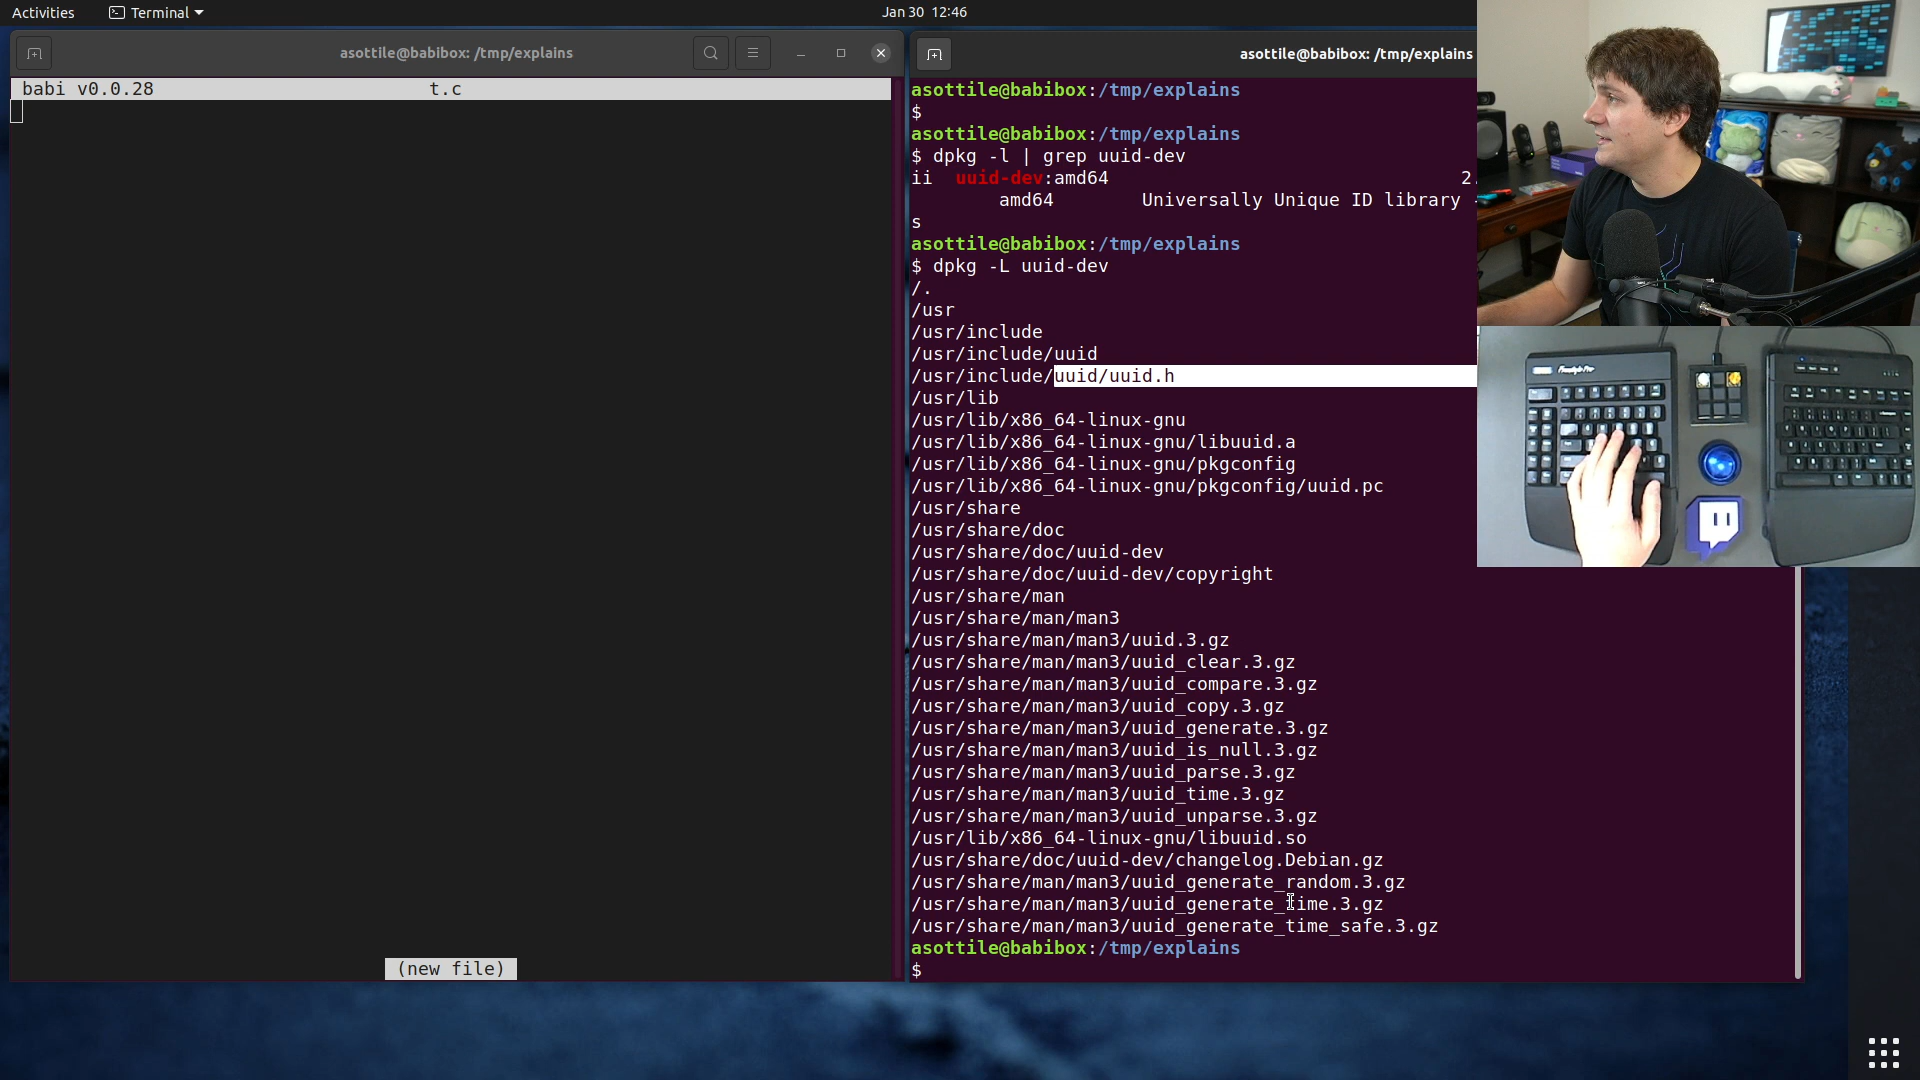 Activities
Terminal
Jan 30 12:46
asottile@babibox: /tmp/explains
babi v0.0.28 t.c
(new file)
asottile@babibox: /tmp/explains
asottile@babibox:/tmp/explains
$
asottile@babibox:/tmp/explains
$ dpkg -l | grep uuid-dev
ii uuid-dev:amd64 2.
amd64 Universally Unique ID library -
s
asottile@babibox:/tmp/explains
$ dpkg -L uuid-dev
/.
/usr
/usr/include
/usr/include/uuid
/usr/include/uuid/uuid.h
/usr/lib
/usr/lib/x86_64-linux-gnu
/usr/lib/x86_64-linux-gnu/libuuid.a
/usr/lib/x86_64-linux-gnu/pkgconfig
/usr/lib/x86_64-linux-gnu/pkgconfig/uuid.pc
/usr/share
/usr/share/doc
/usr/share/doc/uuid-dev
/usr/share/doc/uuid-dev/copyright
/usr/share/man
/usr/share/man/man3
/usr/share/man/man3/uuid.3.gz
/usr/share/man/man3/uuid_clear.3.gz
/usr/share/man/man3/uuid_compare.3.gz
/usr/share/man/man3/uuid_copy.3.gz
/usr/share/man/man3/uuid_generate.3.gz
/usr/share/man/man3/uuid_is_null.3.gz
/usr/share/man/man3/uuid_parse.3.gz
/usr/share/man/man3/uuid_time.3.gz
/usr/share/man/man3/uuid_unparse.3.gz
/usr/lib/x86_64-linux-gnu/libuuid.so
/usr/share/doc/uuid-dev/changelog.Debian.gz
/usr/share/man/man3/uuid_generate_random.3.gz
/usr/share/man/man3/uuid_generate_time.3.gz
/usr/share/man/man3/uuid_generate_time_safe.3.gz
asottile@babibox:/tmp/explains
$